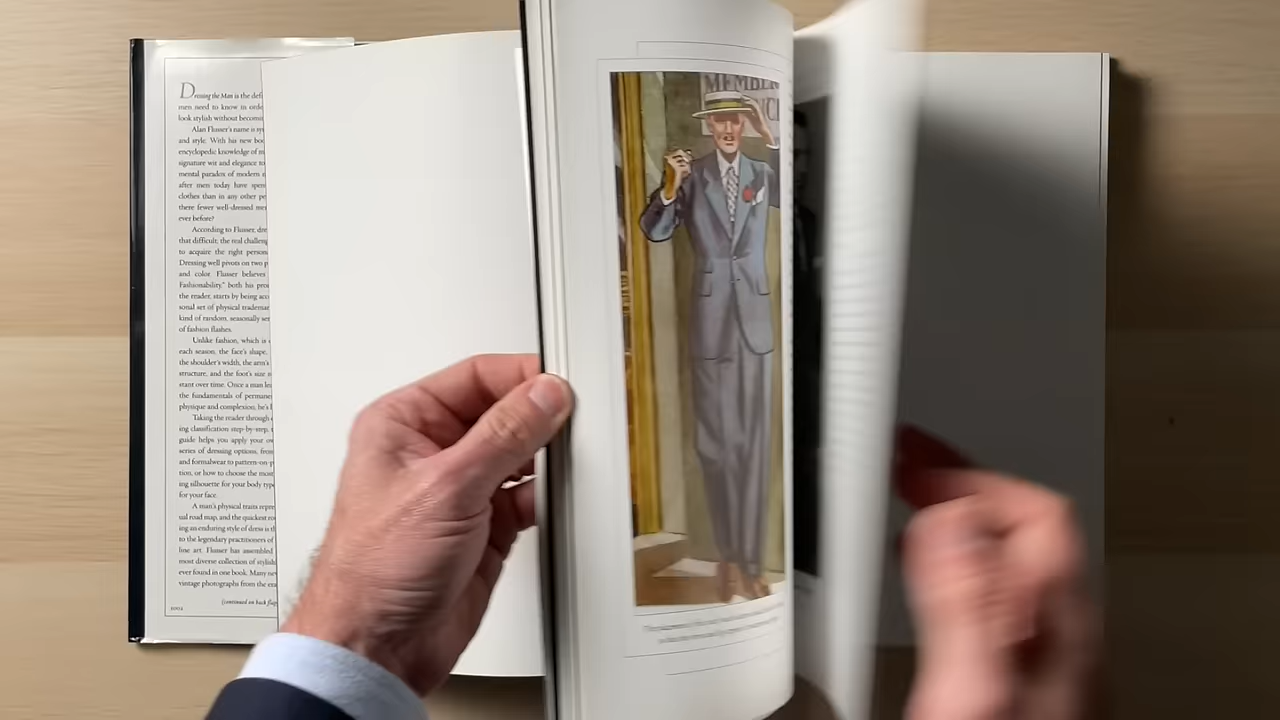 Dressing the Man is the defi
men need to know in orde
look stylish without becomi
Alan Flusser's name is sy
and style. With his new boo
encyclopedic knowledge of m
signature wit and elegance to
mental paradox of modern
after men today have spen
clothes than in any other pe
there fewer well-dressed me
ever before?
According to Flusser, dre
that difficult, the real challeng
to acquire the right person
Dressing well pivots on two p
and color. Flusser believes
Fashionability," both his pro
the reader, starts by being acc
sonal set of physical trademar
kind of random, seasonally se
of fashion flashes.
Unlike fashion, which is
each season, the face's shape,
the shoulder's width, the arm's
structure, and the foot's size
stant over time. Once a man lea
the fundamentals of permane
physique and complexion, he's
Taking the reader through
ing classification step-by-step,
guide helps you apply your ow
series of dressing options, from
and formalwear to pattern-on-p
tion, or how to choose the most
ing silhouette for your body type
for your face.
A man's physical traits repre
ual road map, and the quickest ro
ing an enduring style of dress is th
to the legendary practitioners of
fine art. Flusser has assembled
most diverse collection of stylish
ever found in one book. Many ne
vintage photographs from the era
(continued on back flap
1002
MEMBER